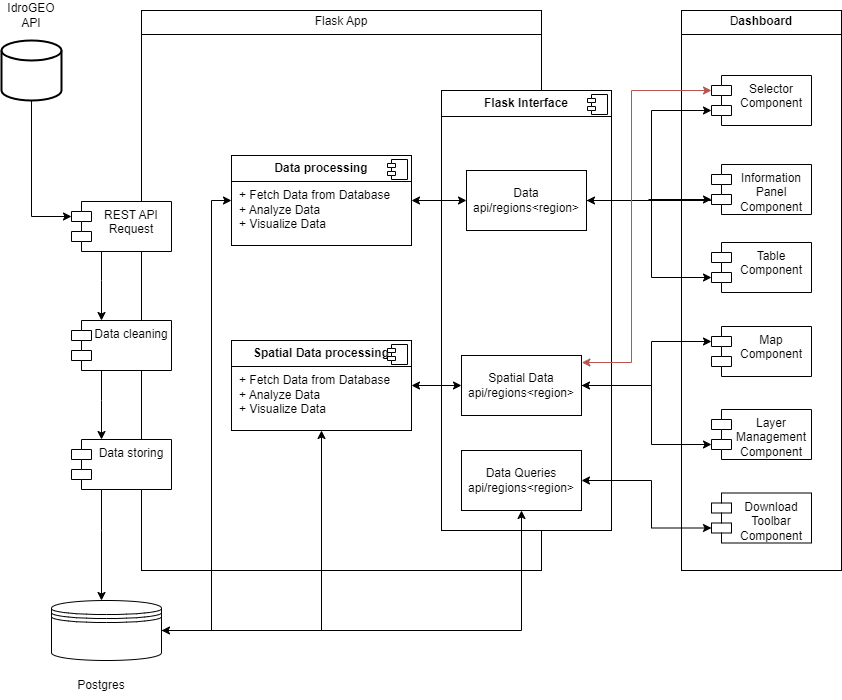 IdroGEO
API
Flask App
Dashboard
Flask Interface
Selector
Component
Data processing
+ Fetch Data from Database
+ Analyze Data
+ Visualize Data
Data
api/regions<region>
Information
Panel
Component
REST API
Request
Table
Component
Data cleaning
Spatial Data processing
+ Fetch Data from Database
+ Analyze Data
+ Visualize Data
Spatial Data
api/regions<region>
Map
Component
Data storing
Layer
Management
Component
Data Queries
api/regions<region>
Download
Toolbar
Component
Postgres